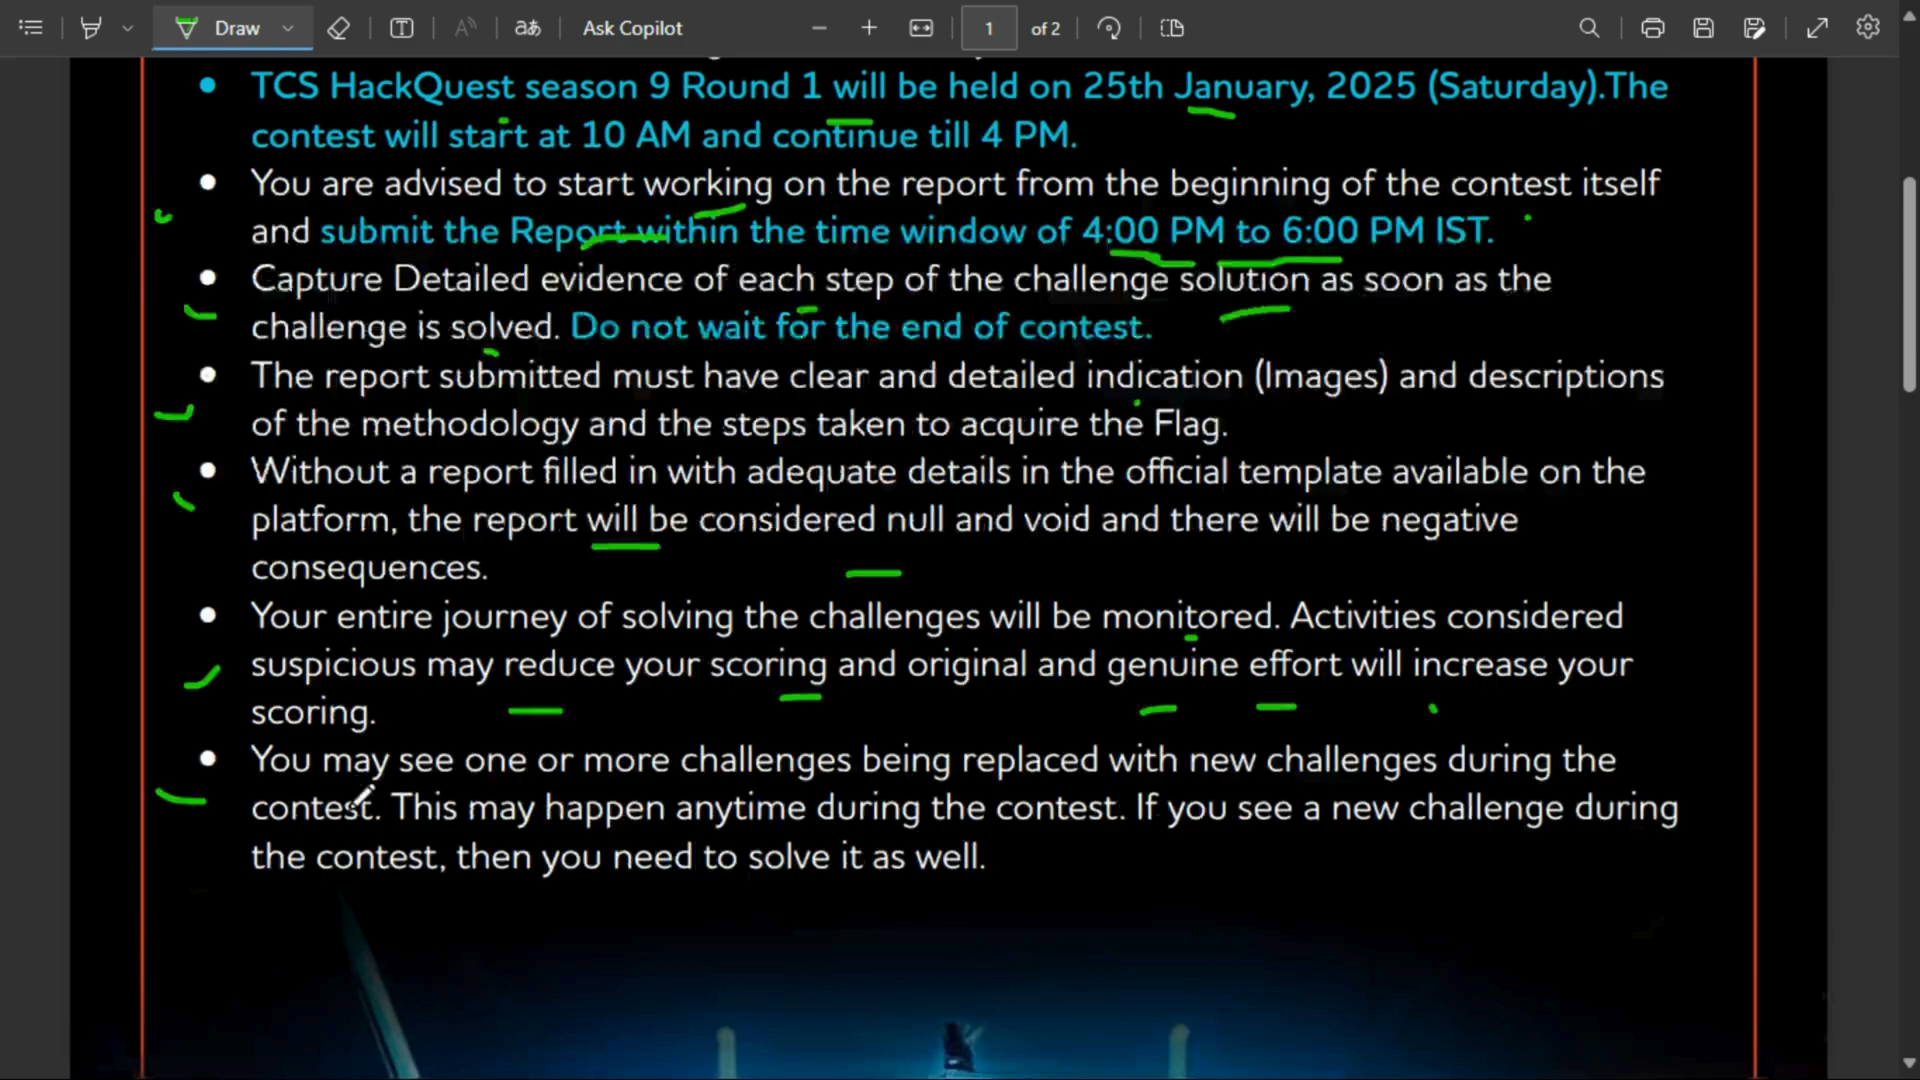 Draw
Ask Copilot
1
of 2
TCS HackQuest season 9 Round 1 will be held on 25th January, 2025 (Saturday).The
contest will start at 10 AM and continue till 4 PM.
You are advised to start working on the report from the beginning of the contest itself
and submit the Report within the time window of 4:00 PM to 6:00 PM IST.
Capture Detailed evidence of each step of the challenge solution as soon as the
challenge is solved. Do not wait for the end of contest.
The report submitted must have clear and detailed indication (Images) and descriptions
of the methodology and the steps taken to acquire the Flag.
Without a report filled in with adequate details in the official template available on the
platform, the report will be considered null and void and there will be negative
consequences.
Your entire journey of solving the challenges will be monitored. Activities considered
suspicious may reduce your scoring and original and genuine effort will increase your
scoring.
You may see one or more challenges being replaced with new challenges during the
contest. This may happen anytime during the contest. If you see a new challenge during
the contest, then you need to solve it as well.